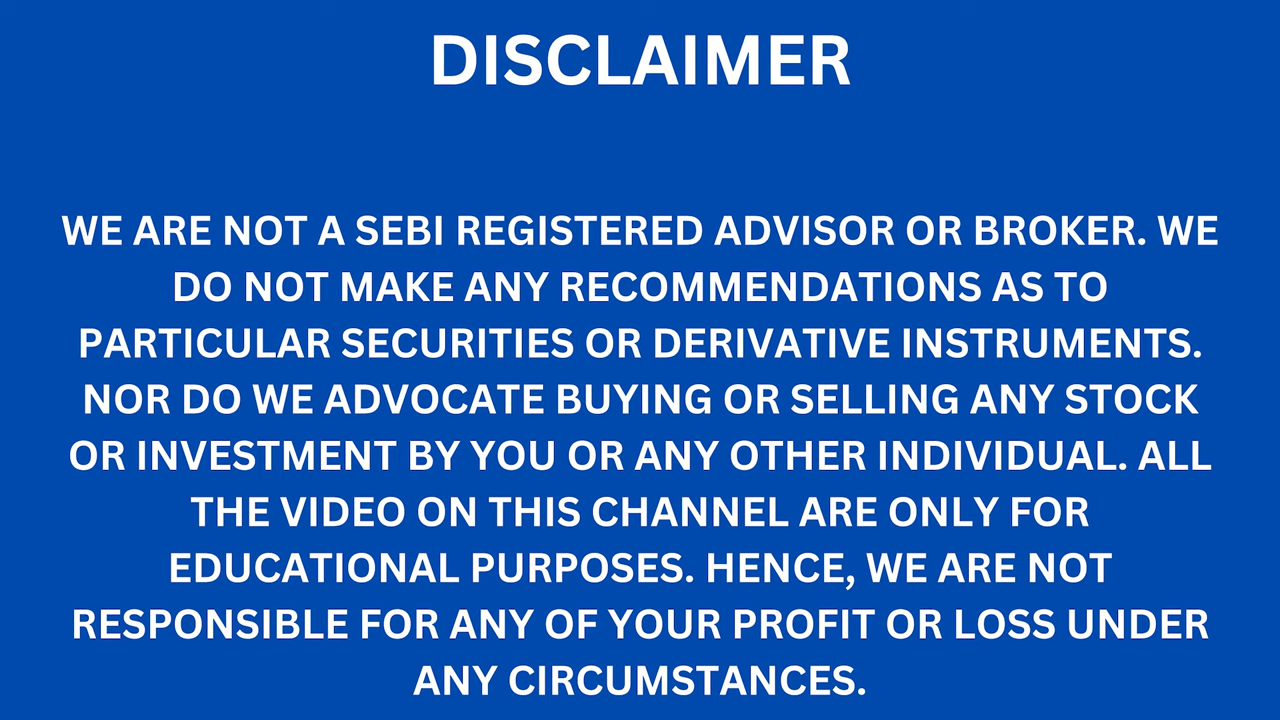 DISCLAIMER
WE ARE NOT A SEBI REGISTERED ADVISOR OR BROKER. WE
DO NOT MAKE ANY RECOMMENDATIONS AS TO
PARTICULAR SECURITIES OR DERIVATIVE INSTRUMENTS.
NOR DO WE ADVOCATE BUYING OR SELLING ANY STOCK
OR INVESTMENT BY YOU OR ANY OTHER INDIVIDUAL. ALL
THE VIDEO ON THIS CHANNEL ARE ONLY FOR
EDUCATIONAL PURPOSES. HENCE, WE ARE NOT
RESPONSIBLE FOR ANY OF YOUR PROFIT OR LOSS UNDER
ANY CIRCUMSTANCES.